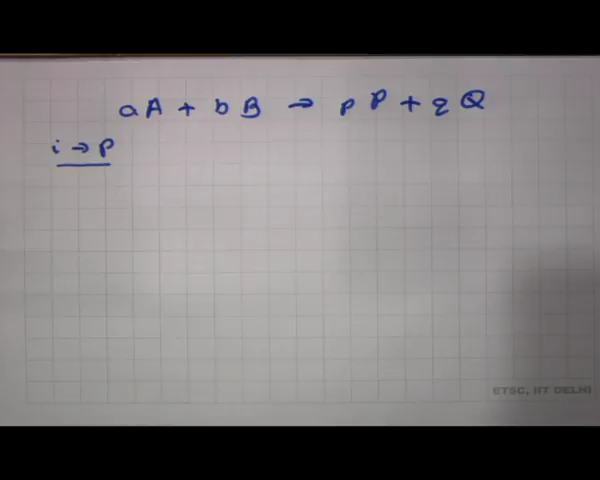 aA + bB → pP + qQ
i → P
ETSC, IIT DELHI